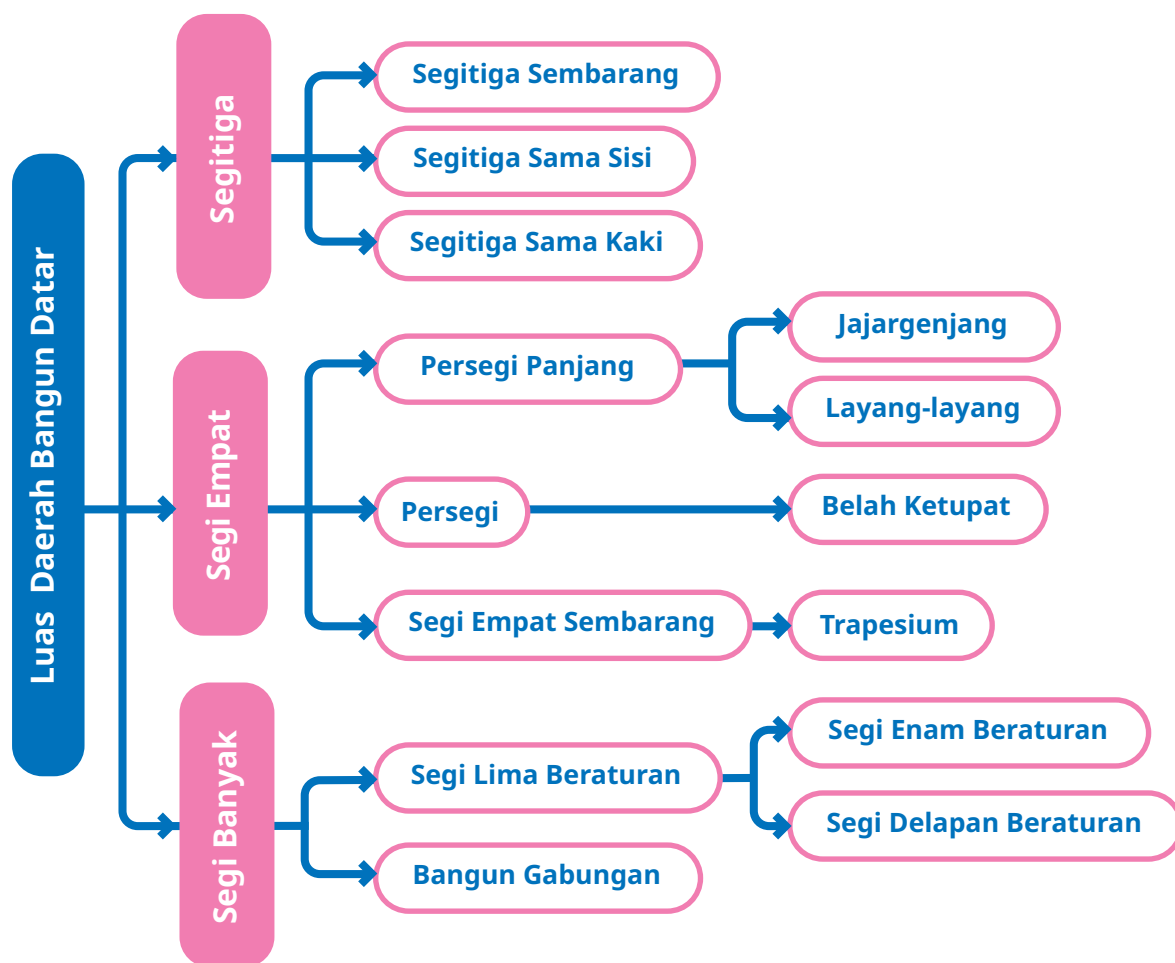 Luas Daerah Bangun Datar
Segitiga
Segitiga Sembarang
Segitiga Sama Sisi
Segitiga Sama Kaki
Segi Empat
Persegi Panjang
Jajargenjang
Layang-layang
Persegi
Belah Ketupat
Segi Empat Sembarang
Trapesium
Segi Banyak
Segi Lima Beraturan
Segi Enam Beraturan
Segi Delapan Beraturan
Bangun Gabungan